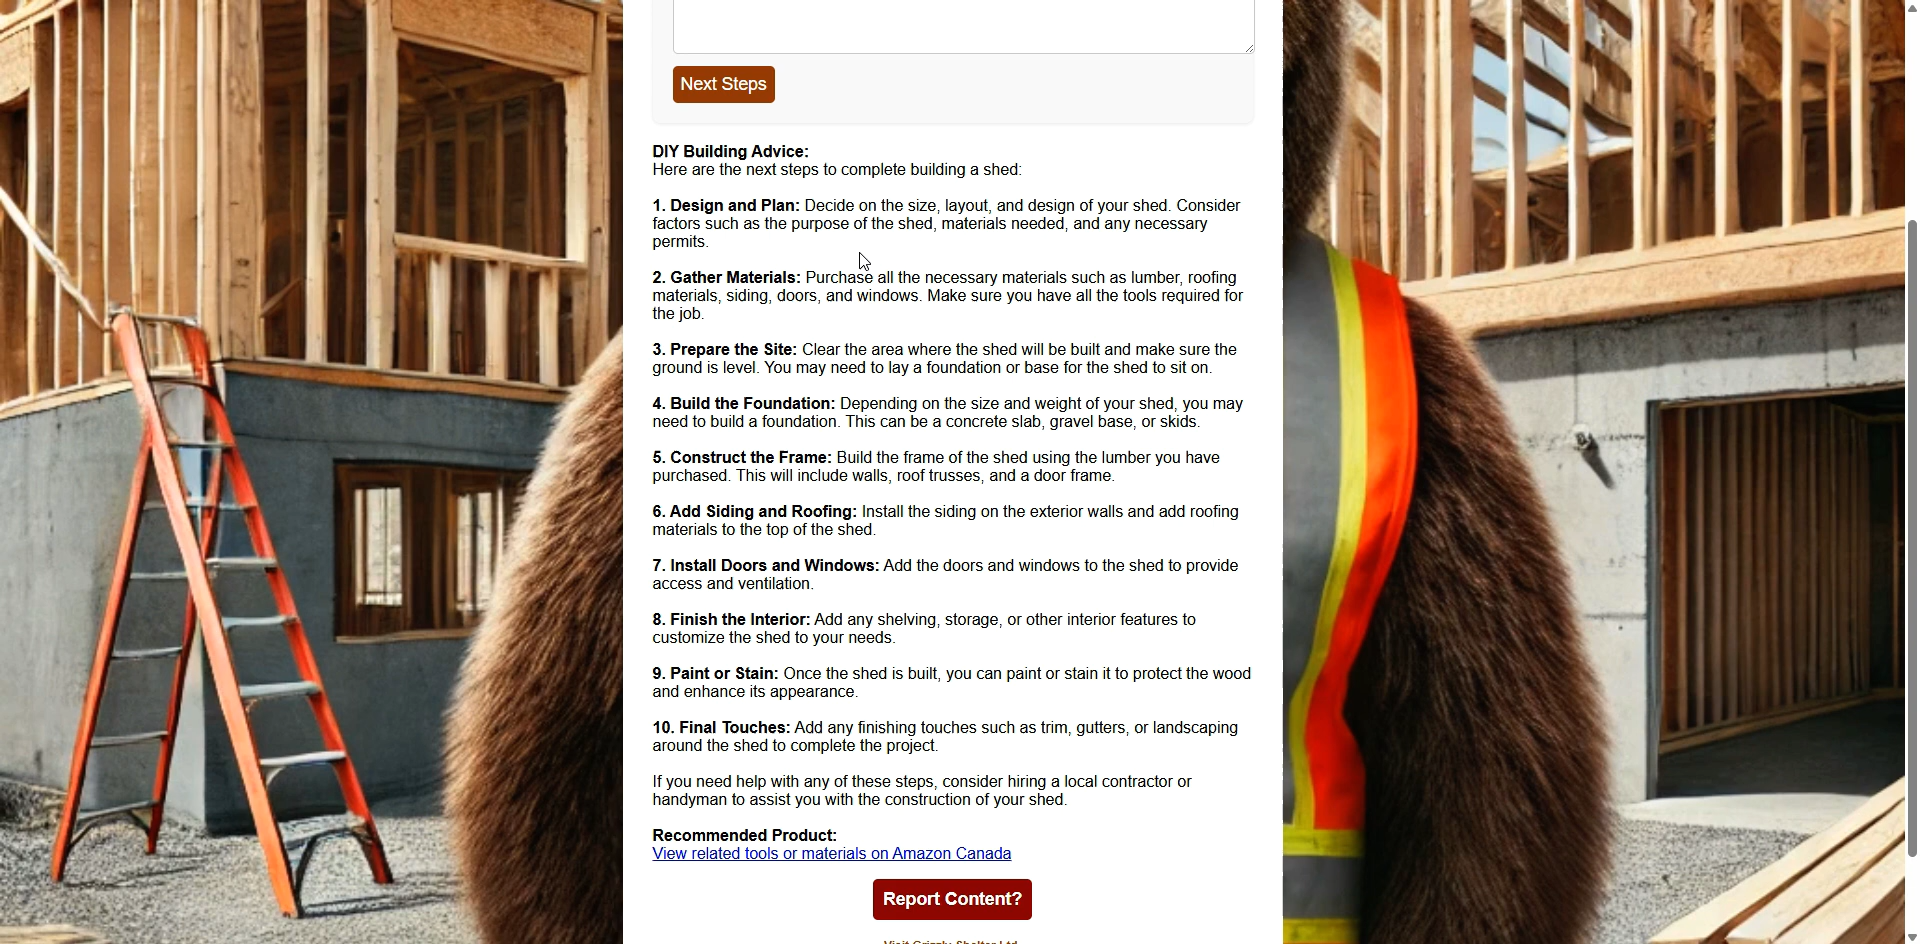 Next Steps
DIY Building Advice:
Here are the next steps to complete building a shed:
1. Design and Plan: Decide on the size, layout, and design of your shed. Consider
factors such as the purpose of the shed, materials needed, and any necessary
permits.
2. Gather Materials: Purchase all the necessary materials such as lumber, roofing
materials, siding, doors, and windows. Make sure you have all the tools required for
the job.
3. Prepare the Site: Clear the area where the shed will be built and make sure the
ground is level. You may need to lay a foundation or base for the shed to sit on.
4. Build the Foundation: Depending on the size and weight of your shed, you may
need to build a foundation. This can be a concrete slab, gravel base, or skids.
5. Construct the Frame: Build the frame of the shed using the lumber you have
purchased. This will include walls, roof trusses, and a door frame.
6. Add Siding and Roofing: Install the siding on the exterior walls and add roofing
materials to the top of the shed.
7. Install Doors and Windows: Add the doors and windows to the shed to provide
access and ventilation.
8. Finish the Interior: Add any shelving, storage, or other interior features to
customize the shed to your needs.
9. Paint or Stain: Once the shed is built, you can paint or stain it to protect the wood
and enhance its appearance.
10. Final Touches: Add any finishing touches such as trim, gutters, or landscaping
around the shed to complete the project.
If you need help with any of these steps, consider hiring a local contractor or
handyman to assist you with the construction of your shed.
Recommended Product:
View related tools or materials on Amazon Canada
Report Content?
Visit Grizzly Shelter Ltd